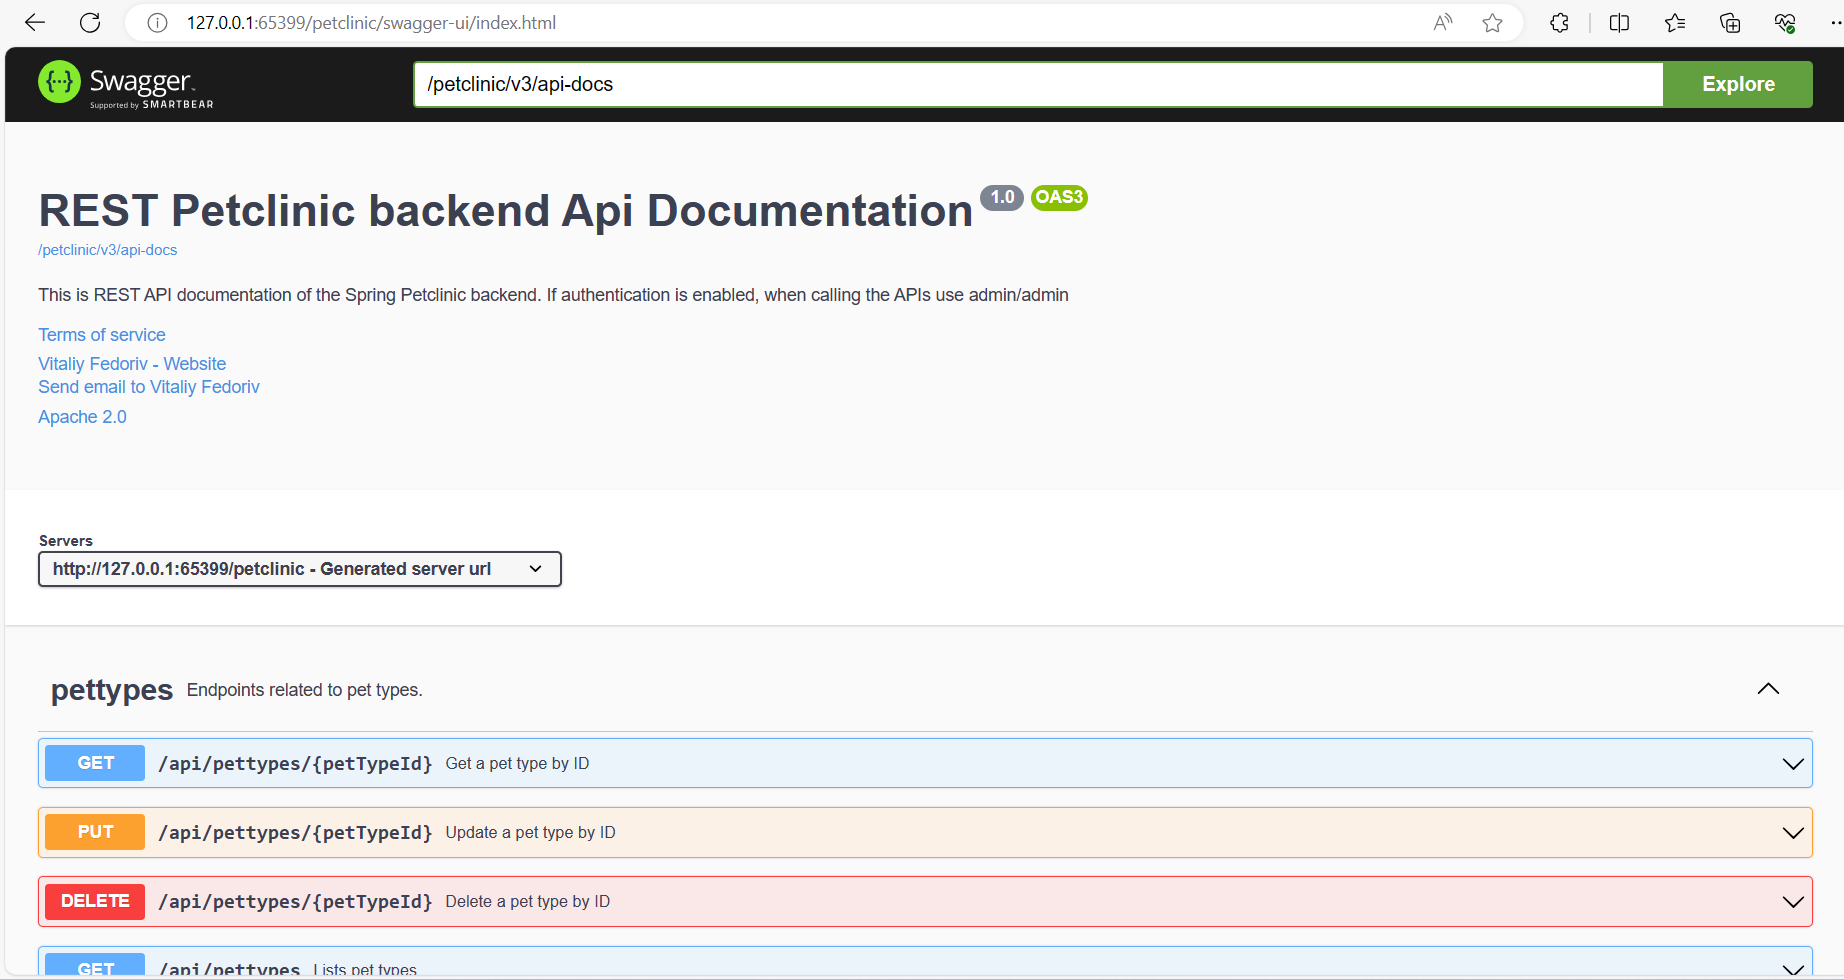 127.0.0.1:65399/petclinic/swagger-ui/index.html
Swagger
Supported by SMARTBEAR
/petclinic/v3/api-docs
Explore
REST Petclinic backend Api Documentation 1.0 OAS3
/petclinic/v3/api-docs
This is REST API documentation of the Spring Petclinic backend. If authentication is enabled, when calling the APIs use admin/admin
Terms of service
Vitaliy Fedoriv - Website
Send email to Vitaliy Fedoriv
Apache 2.0
Servers
http://127.0.0.1:65399/petclinic - Generated server url
pettypes Endpoints related to pet types.
GET /api/pettypes/{petTypeId} Get a pet type by ID
PUT /api/pettypes/{petTypeId} Update a pet type by ID
DELETE /api/pettypes/{petTypeId} Delete a pet type by ID
GET /api/pettypes Lists pet types